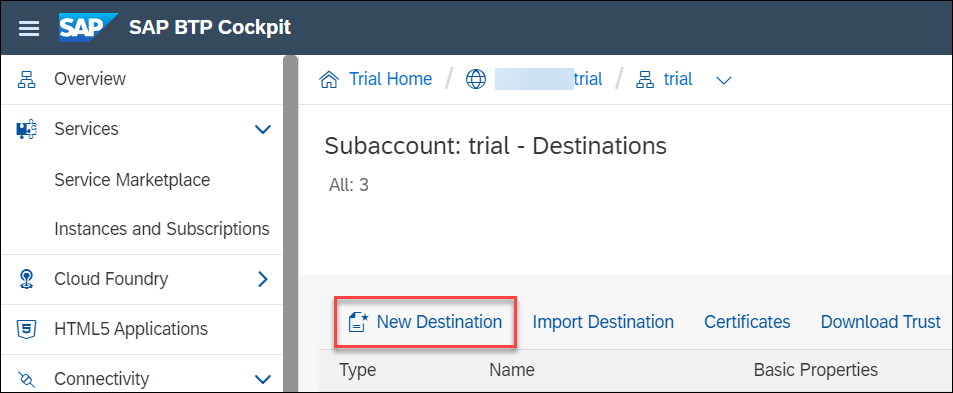 SAP SAP BTP Cockpit
Overview
Services
Service Marketplace
Instances and Subscriptions
Cloud Foundry
HTML5 Applications
Connectivity
Trial Home / trial / trial
Subaccount: trial - Destinations
All: 3
New Destination Import Destination Certificates Download Trust
Type Name Basic Properties